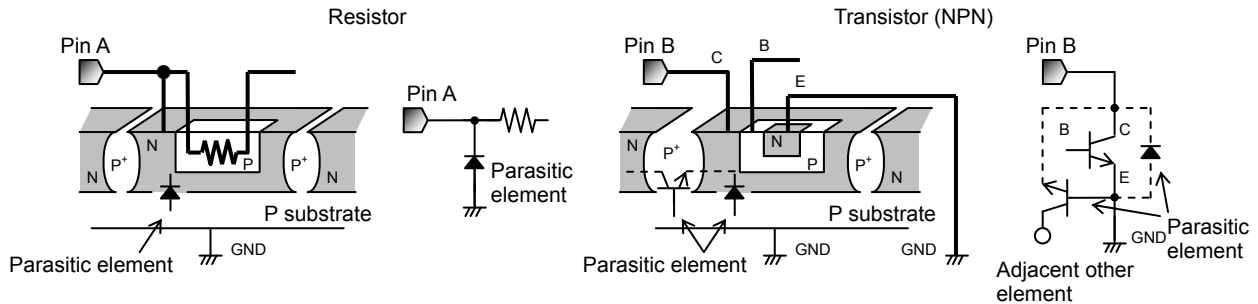 Resistor
Pin A
N
P+
N
P
P+
N
P substrate
GND
Parasitic element
Pin A
Parasitic
element
Transistor (NPN)
Pin B
C
B
E
N
P+
N
P
P+
N
P substrate
GND
GND
Parasitic element
Pin B
B
C
E
GND
Parasitic
element
Adjacent other
element